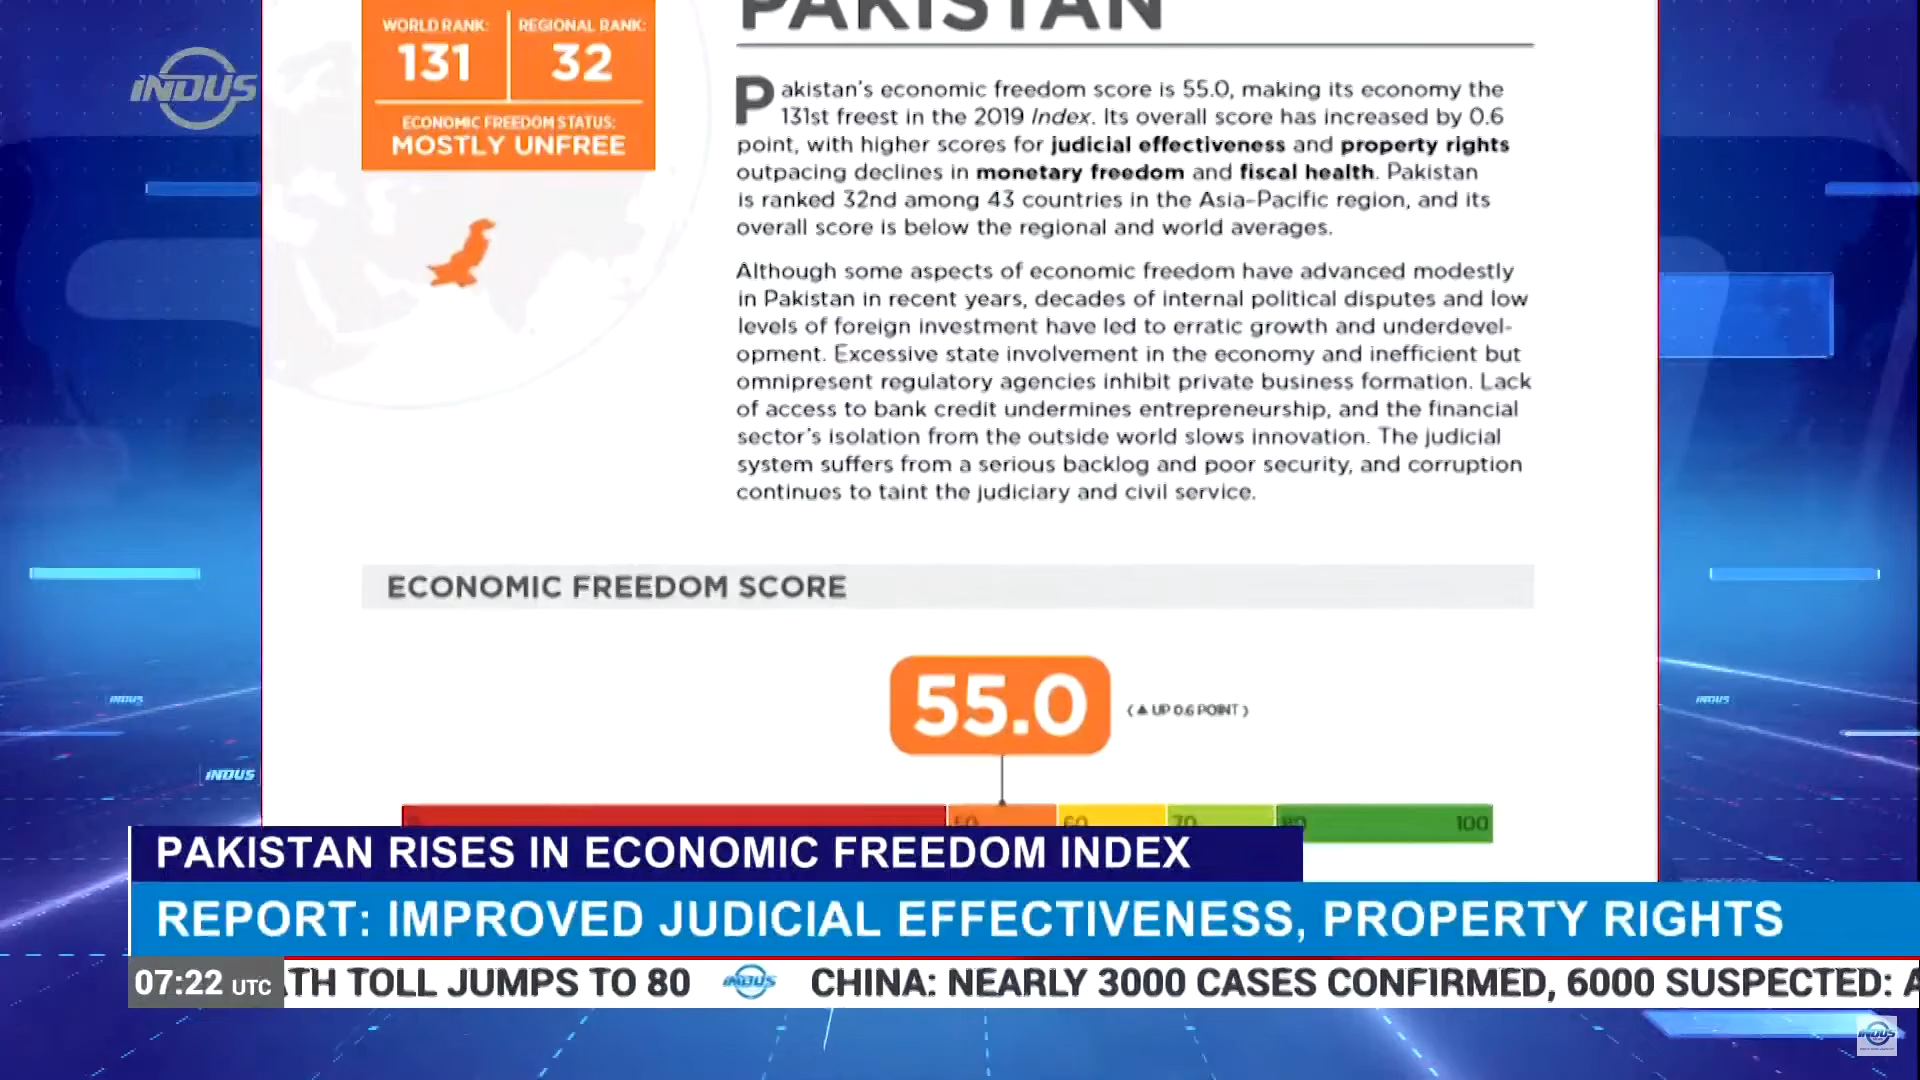 PAKISTAN
WORLD RANK:
131
REGIONAL RANK:
32
ECONOMIC FREEDOM STATUS:
MOSTLY UNFREE
INDUS
Pakistan's economic freedom score is 55.0, making its economy the
131st freest in the 2019 Index. Its overall score has increased by 0.6
point, with higher scores for judicial effectiveness and property rights
outpacing declines in monetary freedom and fiscal health. Pakistan
is ranked 32nd among 43 countries in the Asia–Pacific region, and its
overall score is below the regional and world averages.
Although some aspects of economic freedom have advanced modestly
in Pakistan in recent years, decades of internal political disputes and low
levels of foreign investment have led to erratic growth and underdevel-
opment. Excessive state involvement in the economy and inefficient but
omnipresent regulatory agencies inhibit private business formation. Lack
of access to bank credit undermines entrepreneurship, and the financial
sector's isolation from the outside world slows innovation. The judicial
system suffers from a serious backlog and poor security, and corruption
continues to taint the judiciary and civil service.
ECONOMIC FREEDOM SCORE
55.0
(▲ UP 0.6 POINT)
INDUS
INDUS
INDUS
50 60 70 80 100
PAKISTAN RISES IN ECONOMIC FREEDOM INDEX
REPORT: IMPROVED JUDICIAL EFFECTIVENESS, PROPERTY RIGHTS
07:22 UTC
TH TOLL JUMPS TO 80 INDUS CHINA: NEARLY 3000 CASES CONFIRMED, 6000 SUSPECTED: A
INDUS